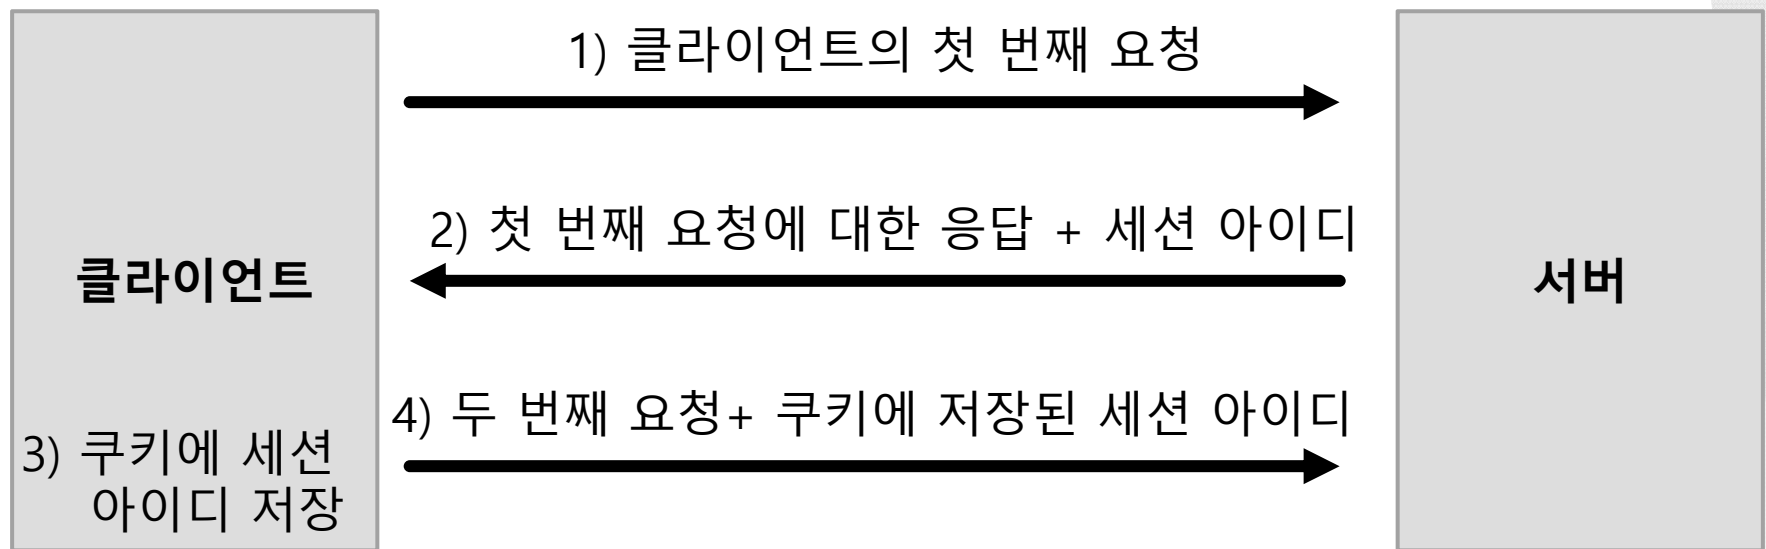 1) 클라이언트의 첫 번째 요청
2) 첫 번째 요청에 대한 응답 + 세션 아이디
클라이언트
서버
3) 쿠키에 세션
아이디 저장
4) 두 번째 요청+ 쿠키에 저장된 세션 아이디